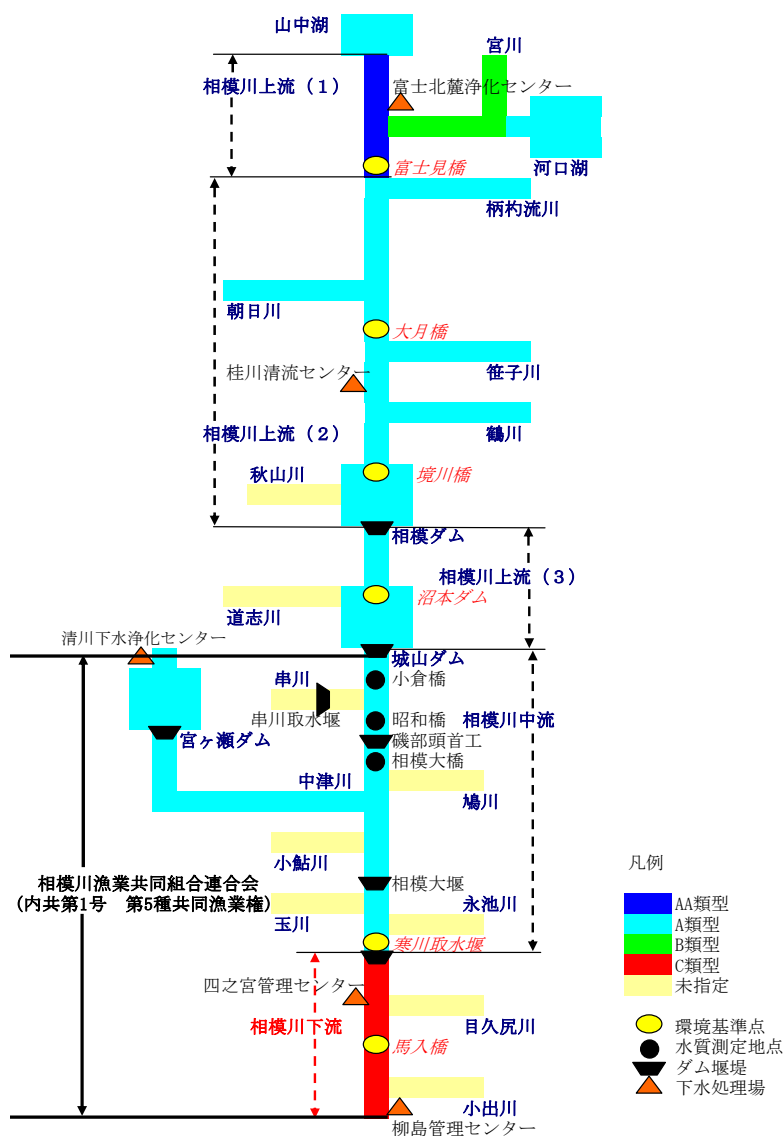 山中湖
宮川
相模川上流（１）
富士北麓浄化センター
河口湖
富士見橋
柄杓流川
朝日川
大月橋
笹子川
桂川清流センター
相模川上流（２）
鶴川
秋山川
境川橋
相模ダム
相模川上流（３）
沼本ダム
道志川
清川下水浄化センター
城山ダム
串川
小倉橋
串川取水堰
昭和橋
相模川中流
宮ヶ瀬ダム
磯部頭首工
相模大橋
中津川
鳩川
小鮎川
相模川漁業共同組合連合会
(内共第1号　第5種共同漁業権)
相模大堰
玉川
永池川
寒川取水堰
四之宮管理センター
相模川下流
目久尻川
馬入橋
小出川
柳島管理センター
凡例
AA類型
A類型
B類型
C類型
未指定
環境基準点
水質測定地点
ダム堰堤
下水処理場